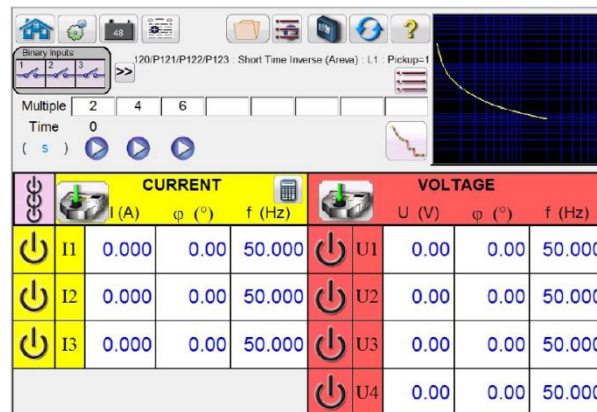 48
?
Binary Inputs
1 2 3
>> 120/P121/P122/P123 : Short Time Inverse (Areva) : L1 : Pickup=1
Multiple 2 4 6
Time 0
( s )
CURRENT VOLTAGE
I (A) φ (°) f (Hz) U (V) φ (°) f (Hz)
I1 0.000 0.00 50.000 U1 0.00 0.00 50.000
I2 0.000 0.00 50.000 U2 0.00 0.00 50.000
I3 0.000 0.00 50.000 U3 0.00 0.00 50.000
U4 0.00 0.00 50.000